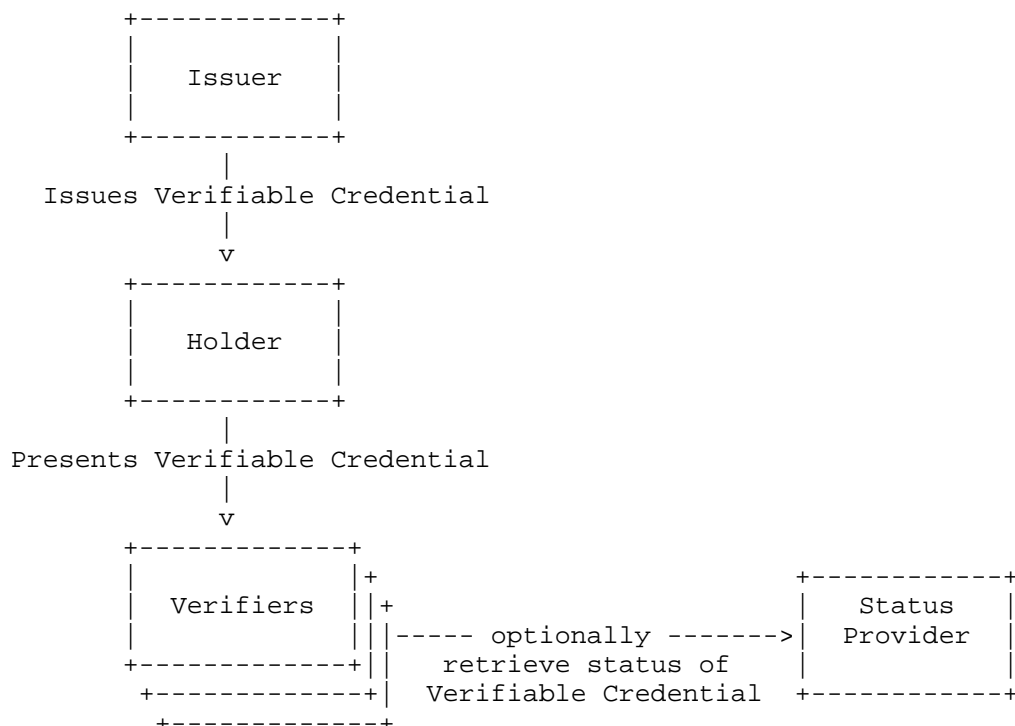 Issuer
Issues Verifiable Credential
Holder
Presents Verifiable Credential
Verifiers
Status
Provider
optionally
retrieve status of
Verifiable Credential